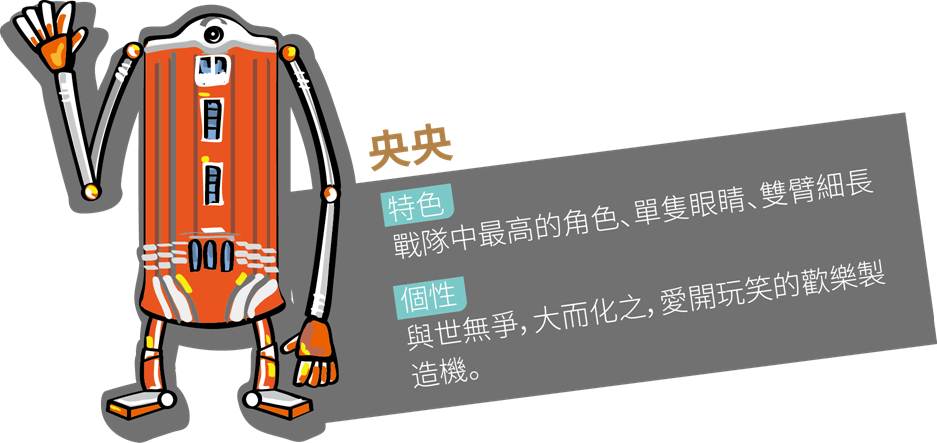 央央
特色
戰隊中最高的角色、單隻眼睛、雙臂細長
個性
與世無爭，大而化之，愛開玩笑的歡樂製
造機。